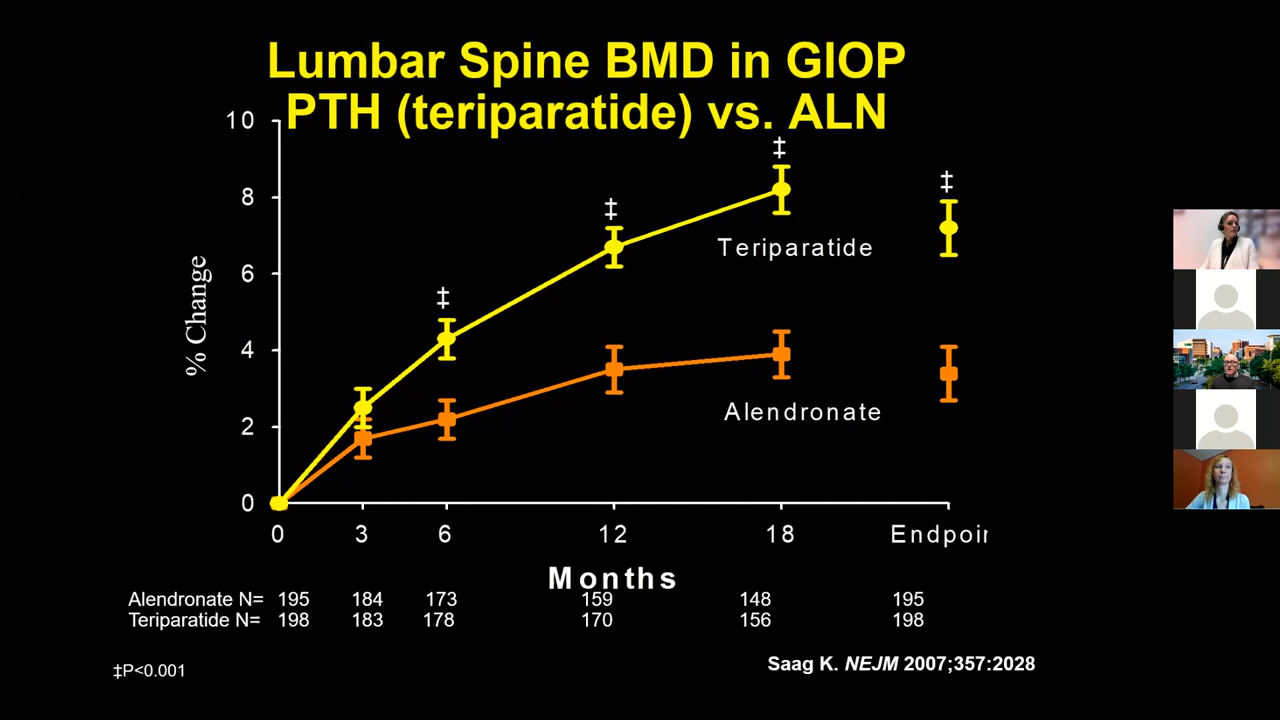 Lumbar Spine BMD in GIOP
PTH (teriparatide) vs. ALN
10
8
6
4
2
0
% Change
‡
‡
‡
‡
Teriparatide
Alendronate
0 3 6 12 18 Endpoin
Months
Alendronate N= 195 184 173 159 148 195
Teriparatide N= 198 183 178 170 156 198
‡P<0.001
Saag K. NEJM 2007;357:2028